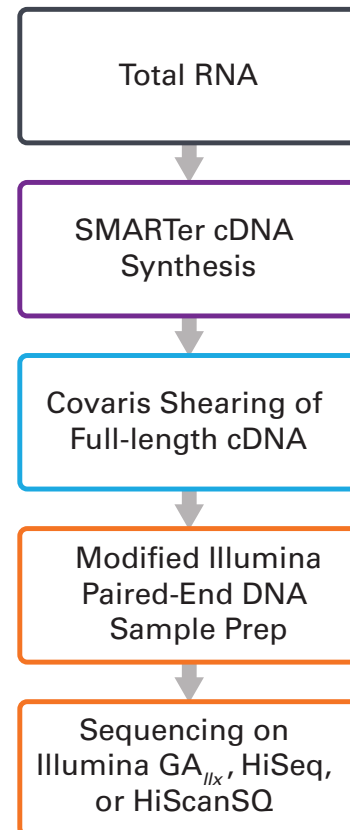 Total RNA
SMARTer cDNA
Synthesis
Covaris Shearing of
Full-length cDNA
Modified Illumina
Paired-End DNA
Sample Prep
Sequencing on
Illumina GAIIx, HiSeq,
or HiScanSQ